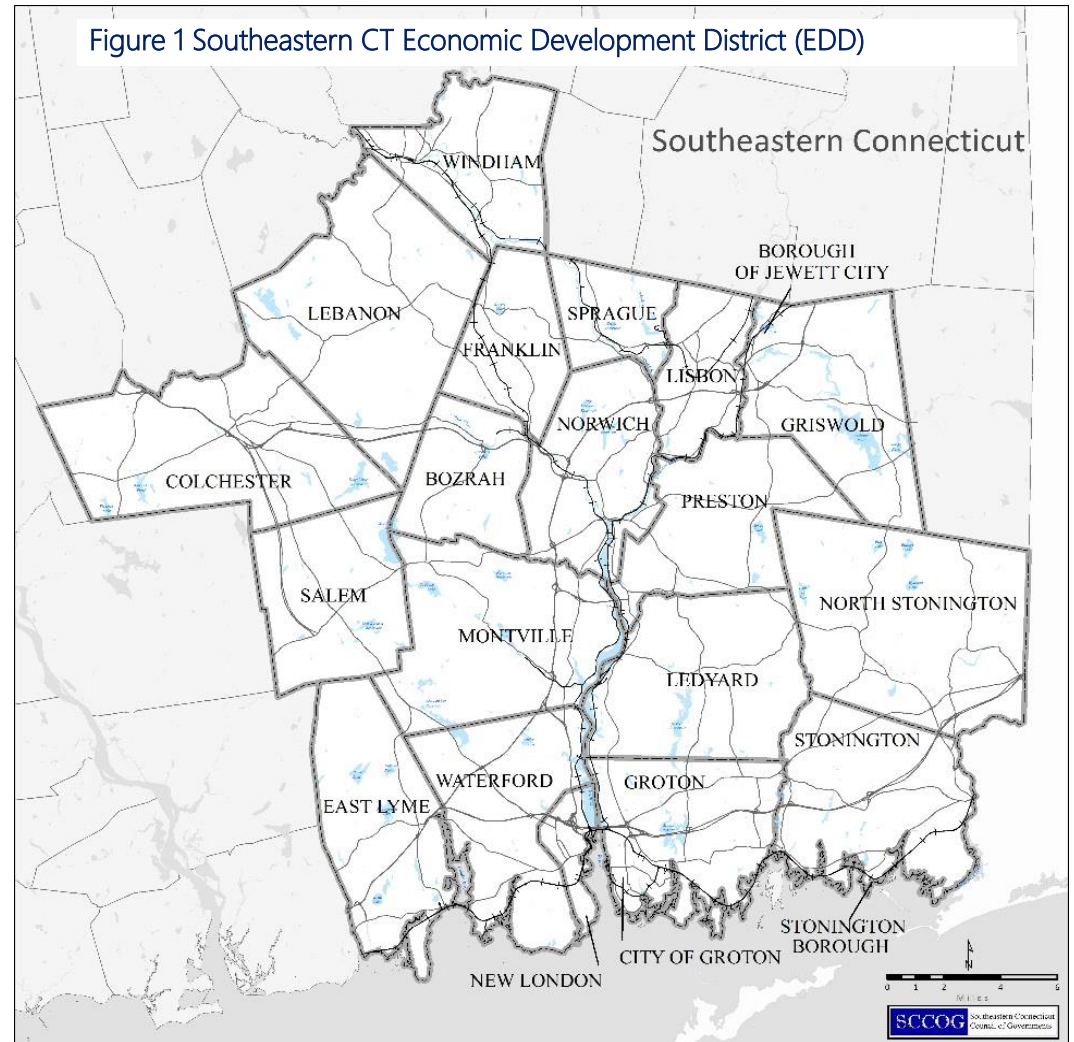 Figure 1 Southeastern CT Economic Development District (EDD)
Southeastern Connecticut
WINDHAM
BOROUGH
OF JEWETT CITY
LEBANON
SPRAGUE
FRANKLIN
LISBON
NORWICH
GRISWOLD
COLCHESTER
BOZRAH
PRESTON
SALEM
NORTH STONINGTON
MONTVILLE
LEDYARD
STONINGTON
WATERFORD
GROTON
EAST LYME
STONINGTON
BOROUGH
CITY OF GROTON
NEW LONDON
N
0 1 2 4 6
Miles
SCCOG
Southeastern Connecticut
Council of Governments